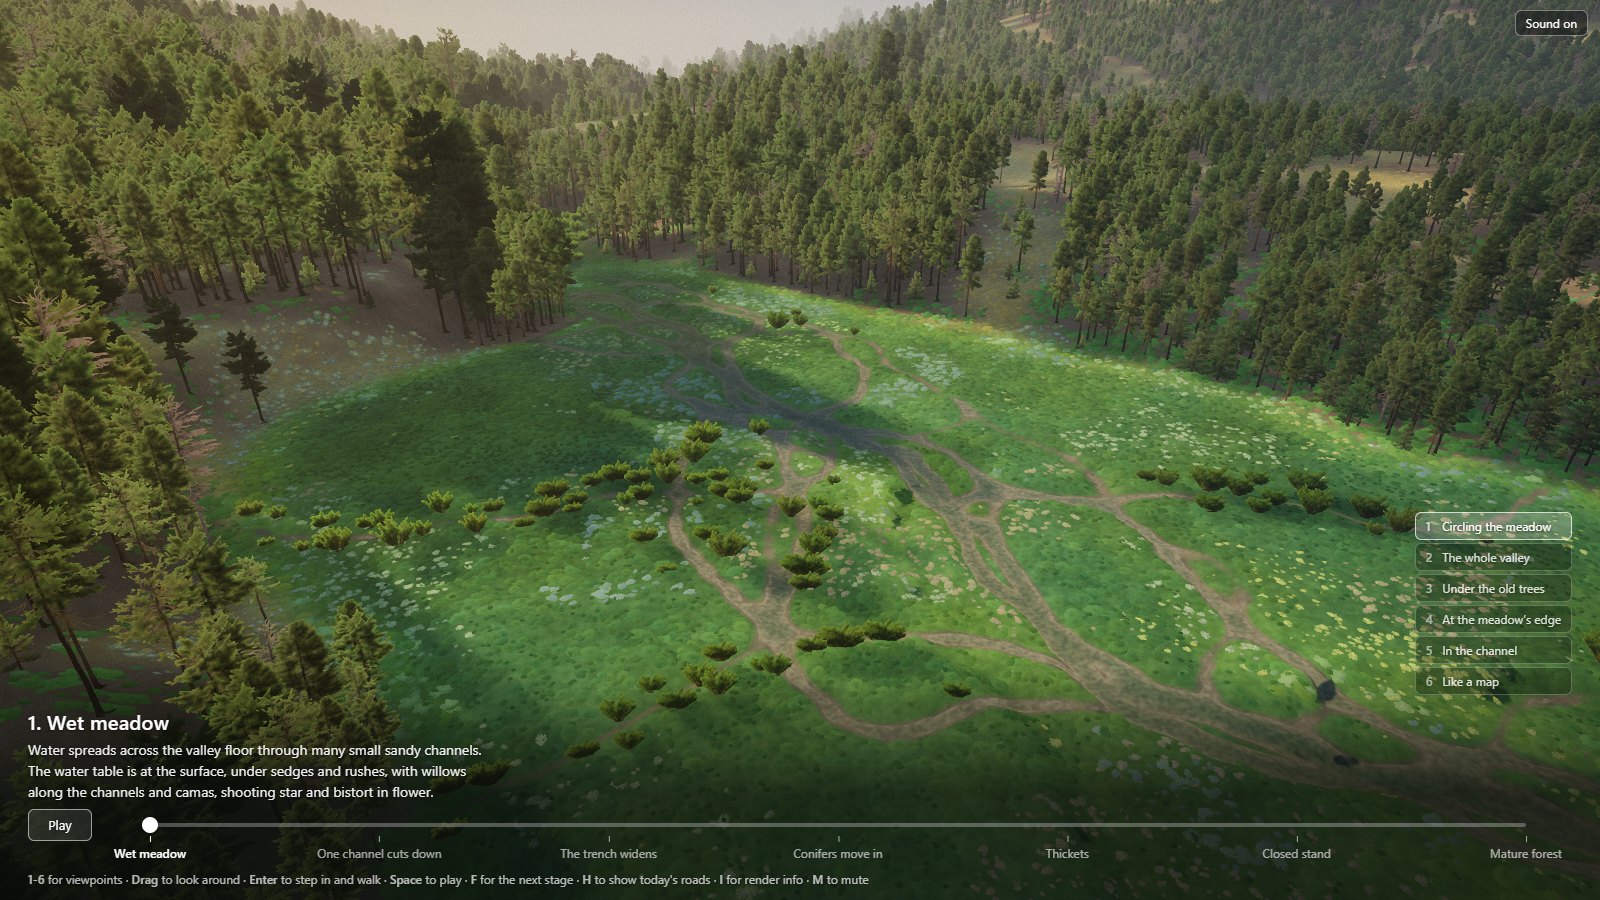 Sound on
1 Circling the meadow
2 The whole valley
3 Under the old trees
4 At the meadow's edge
5 In the channel
6 Like a map
1. Wet meadow
Water spreads across the valley floor through many small sandy channels.
The water table is at the surface, under sedges and rushes, with willows
along the channels and camas, shooting star and bistort in flower.
Play
Wet meadow
One channel cuts down
The trench widens
Conifers move in
Thickets
Closed stand
Mature forest
1-6 for viewpoints · Drag to look around · Enter to step in and walk · Space to play · F for the next stage · H to show today's roads · I for render info · M to mute